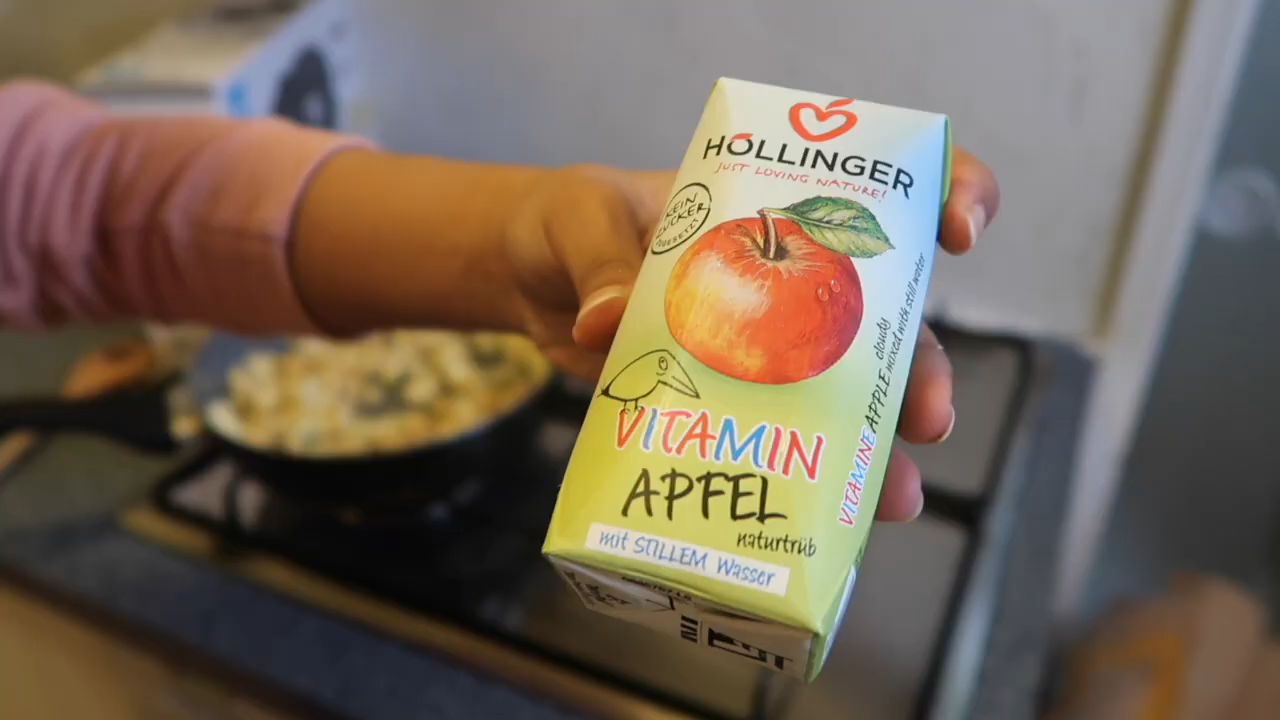 HÖLLINGER
JUST LOVING NATURE!
KEIN
ZUCKER
ZUGESETZT
VITAMIN
APFEL
naturtrüb
mit STILLEM Wasser
cloudy
VITAMINE APPLE mixed with still water